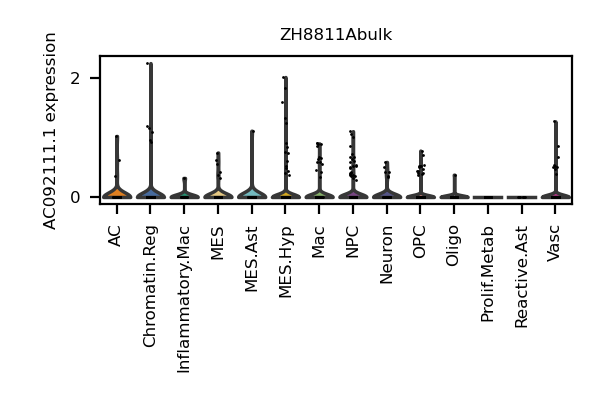 ZH8811Abulk
AC092111.1 expression
2
0
AC
Chromatin.Reg
Inflammatory.Mac
MES
MES.Ast
MES.Hyp
Mac
NPC
Neuron
OPC
Oligo
Prolif.Metab
Reactive.Ast
Vasc